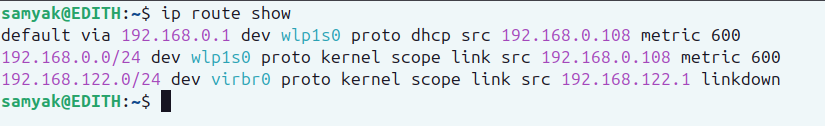 samyak@EDITH:~$ ip route show
default via 192.168.0.1 dev wlp1s0 proto dhcp src 192.168.0.108 metric 600
192.168.0.0/24 dev wlp1s0 proto kernel scope link src 192.168.0.108 metric 600
192.168.122.0/24 dev virbr0 proto kernel scope link src 192.168.122.1 linkdown
samyak@EDITH:~$